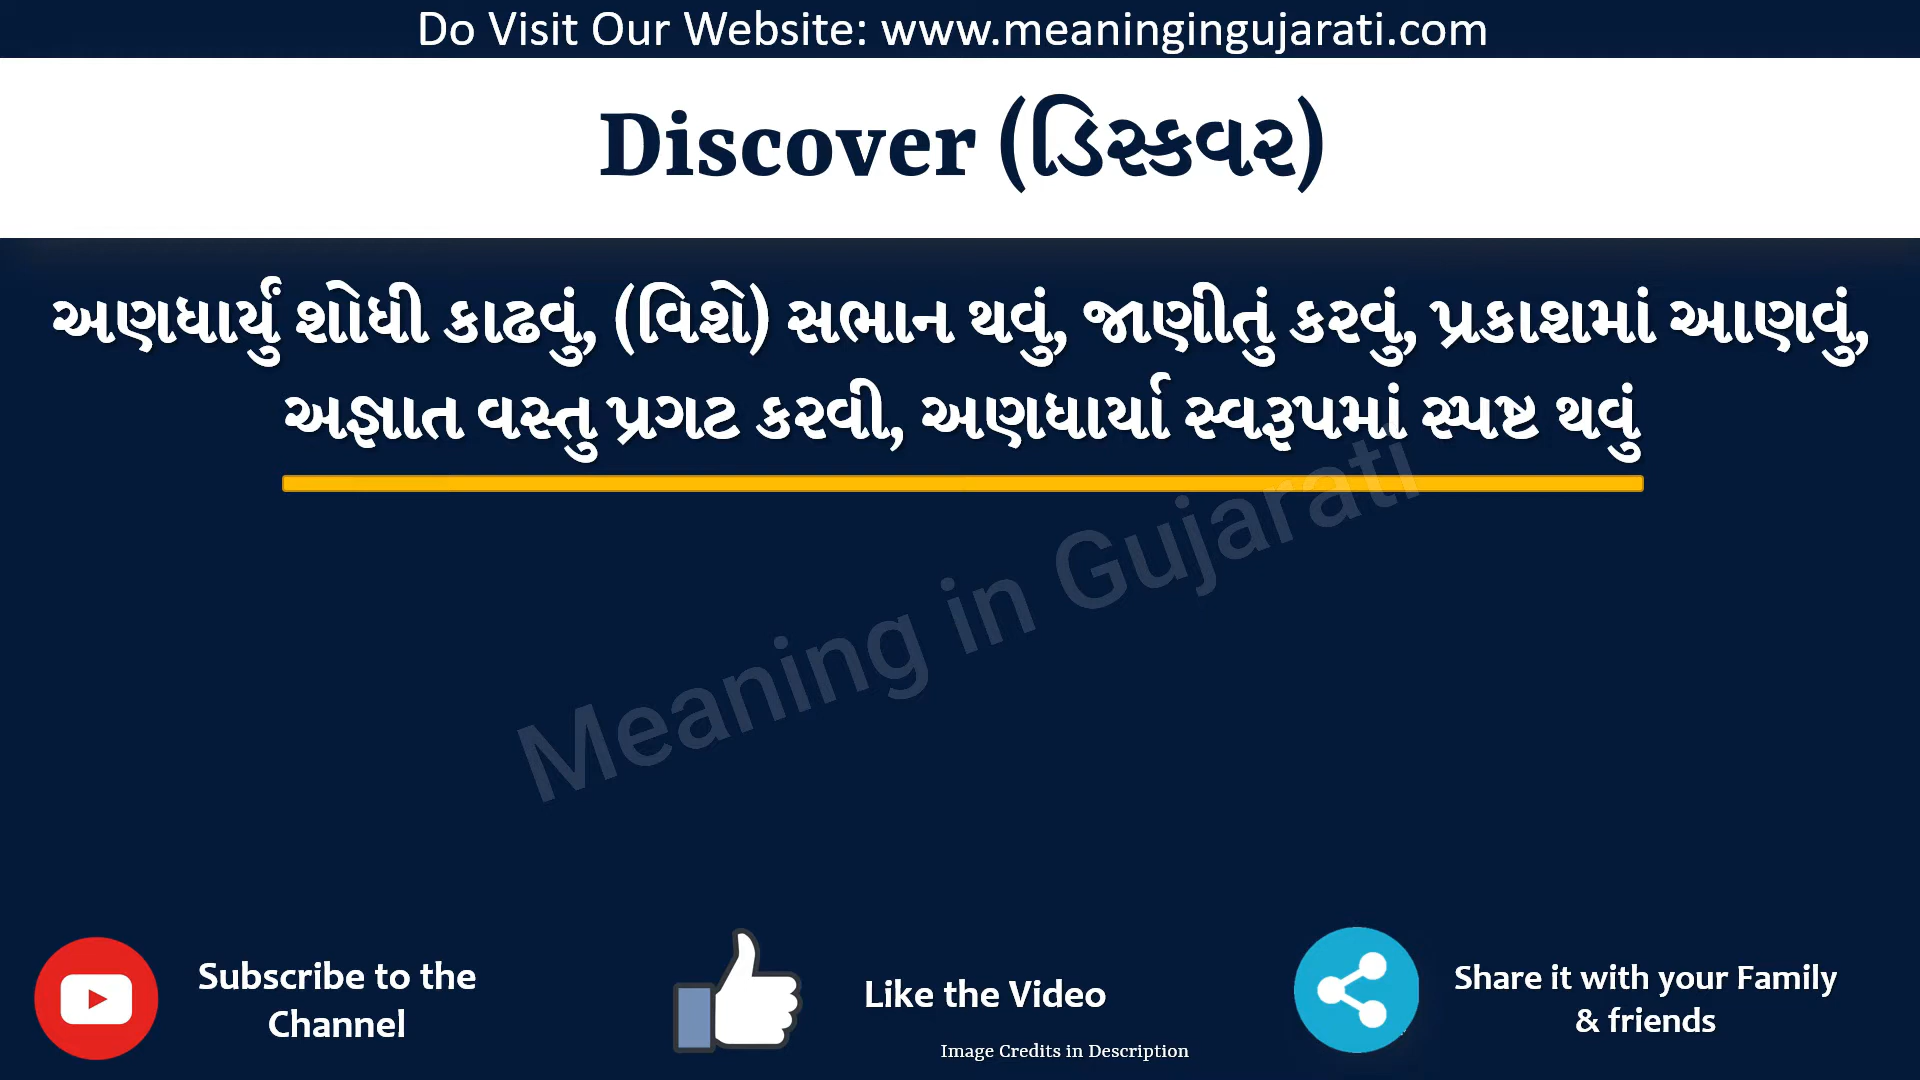 Do Visit Our Website: www.meaningingujarati.com
Discover (ડિસ્કવર)
અણધાર્યું શોધી કાઢવું, (વિશે) સભાન થવું, જાણીતું કરવું, પ્રકાશમાં આણવું,
અજ્ઞાત વસ્તુ પ્રગટ કરવી, અણધાર્યા સ્વરૂપમાં સ્પષ્ટ થવું
Meaning in Gujarati
Subscribe to the
Channel
Like the Video
Share it with your Family
& friends
Image Credits in Description